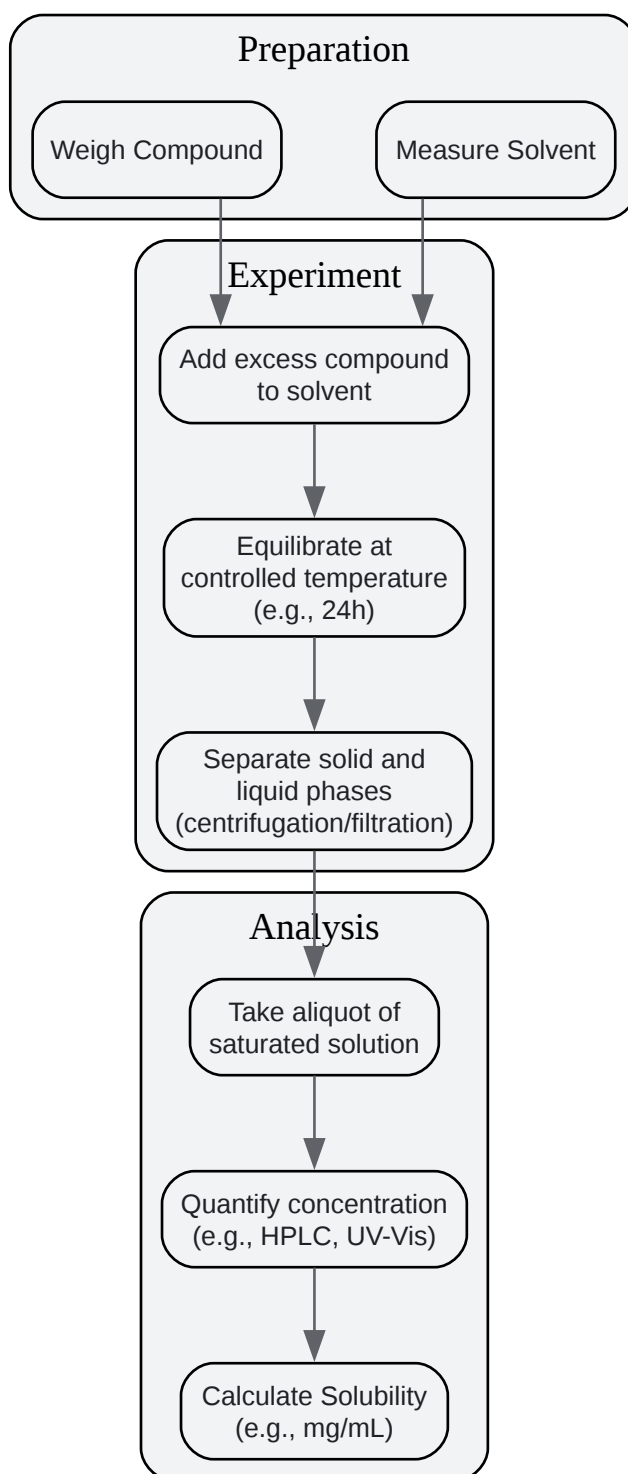 Preparation
Weigh Compound
Measure Solvent
Experiment
Add excess compound
to solvent
Equilibrate at
controlled temperature
(e.g., 24h)
Separate solid and
liquid phases
(centrifugation/filtration)
Analysis
Take aliquot of
saturated solution
Quantify concentration
(e.g., HPLC, UV-Vis)
Calculate Solubility
(e.g., mg/mL)